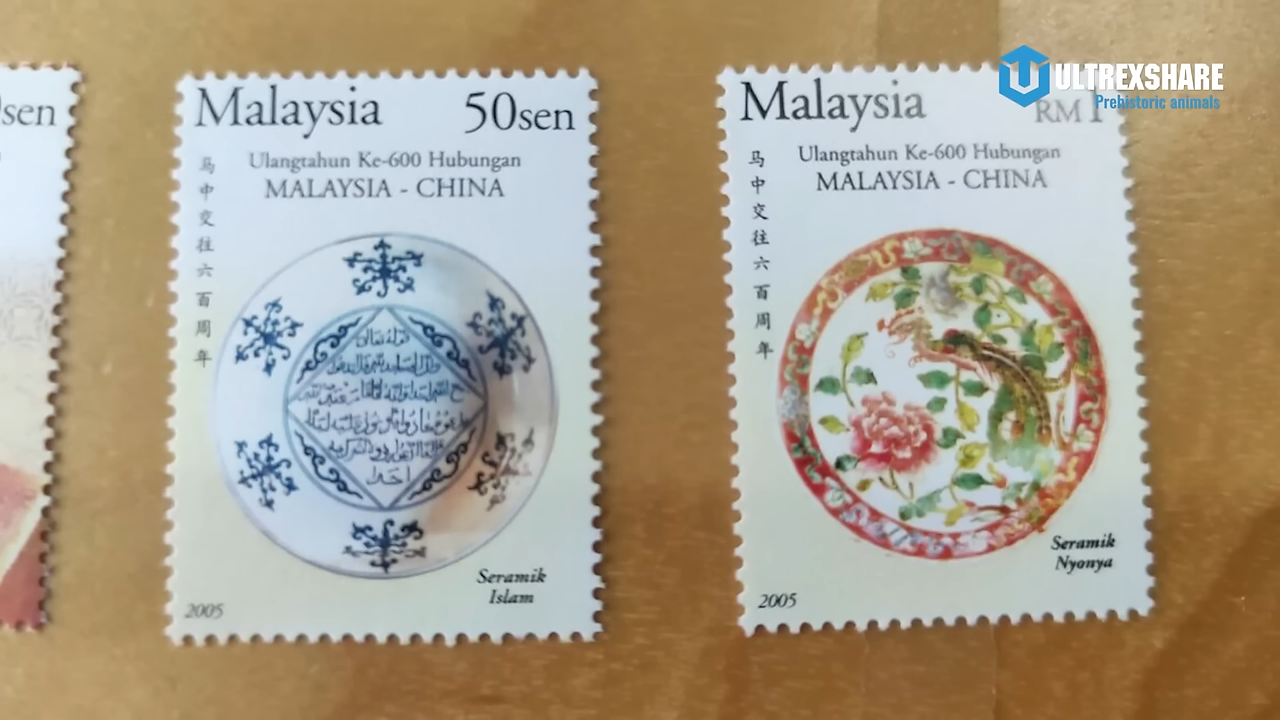 sen
Malaysia 50sen
Ulangtahun Ke-600 Hubungan
MALAYSIA - CHINA
马中交往六百周年
Seramik
Islam
2005
Malaysia RM1
Ulangtahun Ke-600 Hubungan
MALAYSIA - CHINA
马中交往六百周年
Seramik
Nyonya
2005
ULTREXSHARE
Prehistoric animals